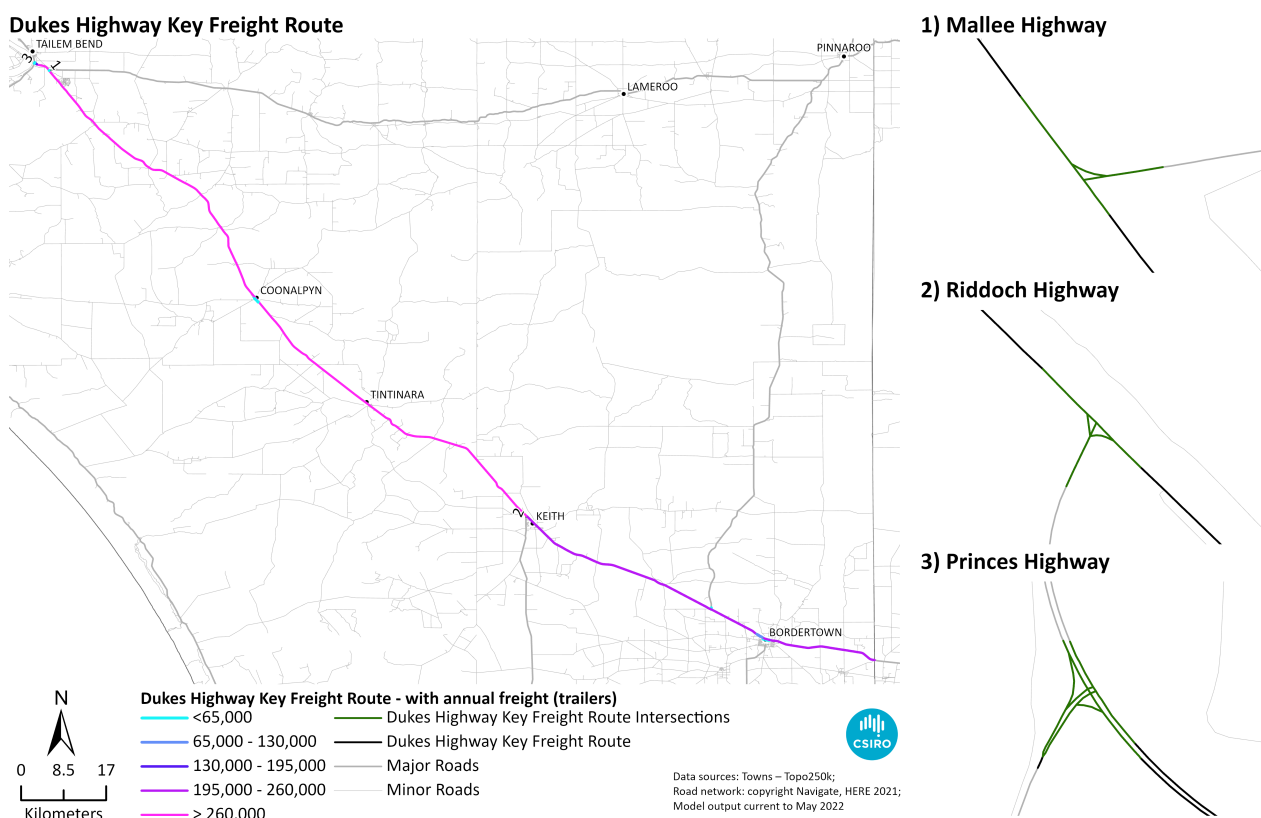 Dukes Highway Key Freight Route
TAILEM BEND
3
1
PINNAROO
LAMEROO
COONALPYN
TINTINARA
2
KEITH
BORDERTOWN
1) Mallee Highway
2) Riddoch Highway
3) Princes Highway
N
0 8.5 17
Kilometers
Dukes Highway Key Freight Route - with annual freight (trailers)
<65,000
65,000 - 130,000
130,000 - 195,000
195,000 - 260,000
> 260,000
Dukes Highway Key Freight Route Intersections
Dukes Highway Key Freight Route
Major Roads
Minor Roads
CSIRO
Data sources: Towns – Topo250k;
Road network: copyright Navigate, HERE 2021;
Model output current to May 2022